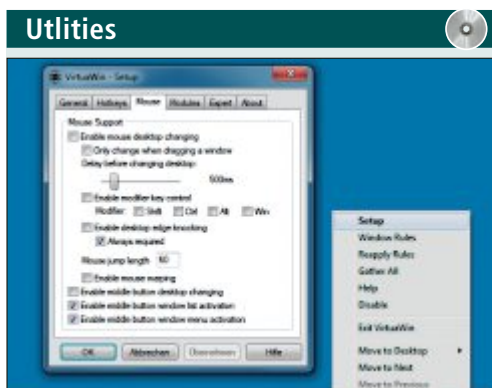 Utlities
VirtuaWin - Setup
General Hotkeys Mouse Modules Expert About
Mouse Support
Enable mouse desktop changing
Only change when dragging a window
Delay before changing desktop:
500ms
Enable modifier key control
Modifier: Shift Ctrl Alt Win
Enable desktop edge knocking
Always required
Mouse jump length
Enable mouse warping
Enable middle button desktop changing
Enable middle button window list activation
Enable middle button window menu activation
OK Abbrechen Übernehmen Hilfe
Setup
Window Rules
Reapply Rules
Gather All
Help
Disable
Exit VirtuaWin
Move to Desktop
Move to Next
Move to Previous